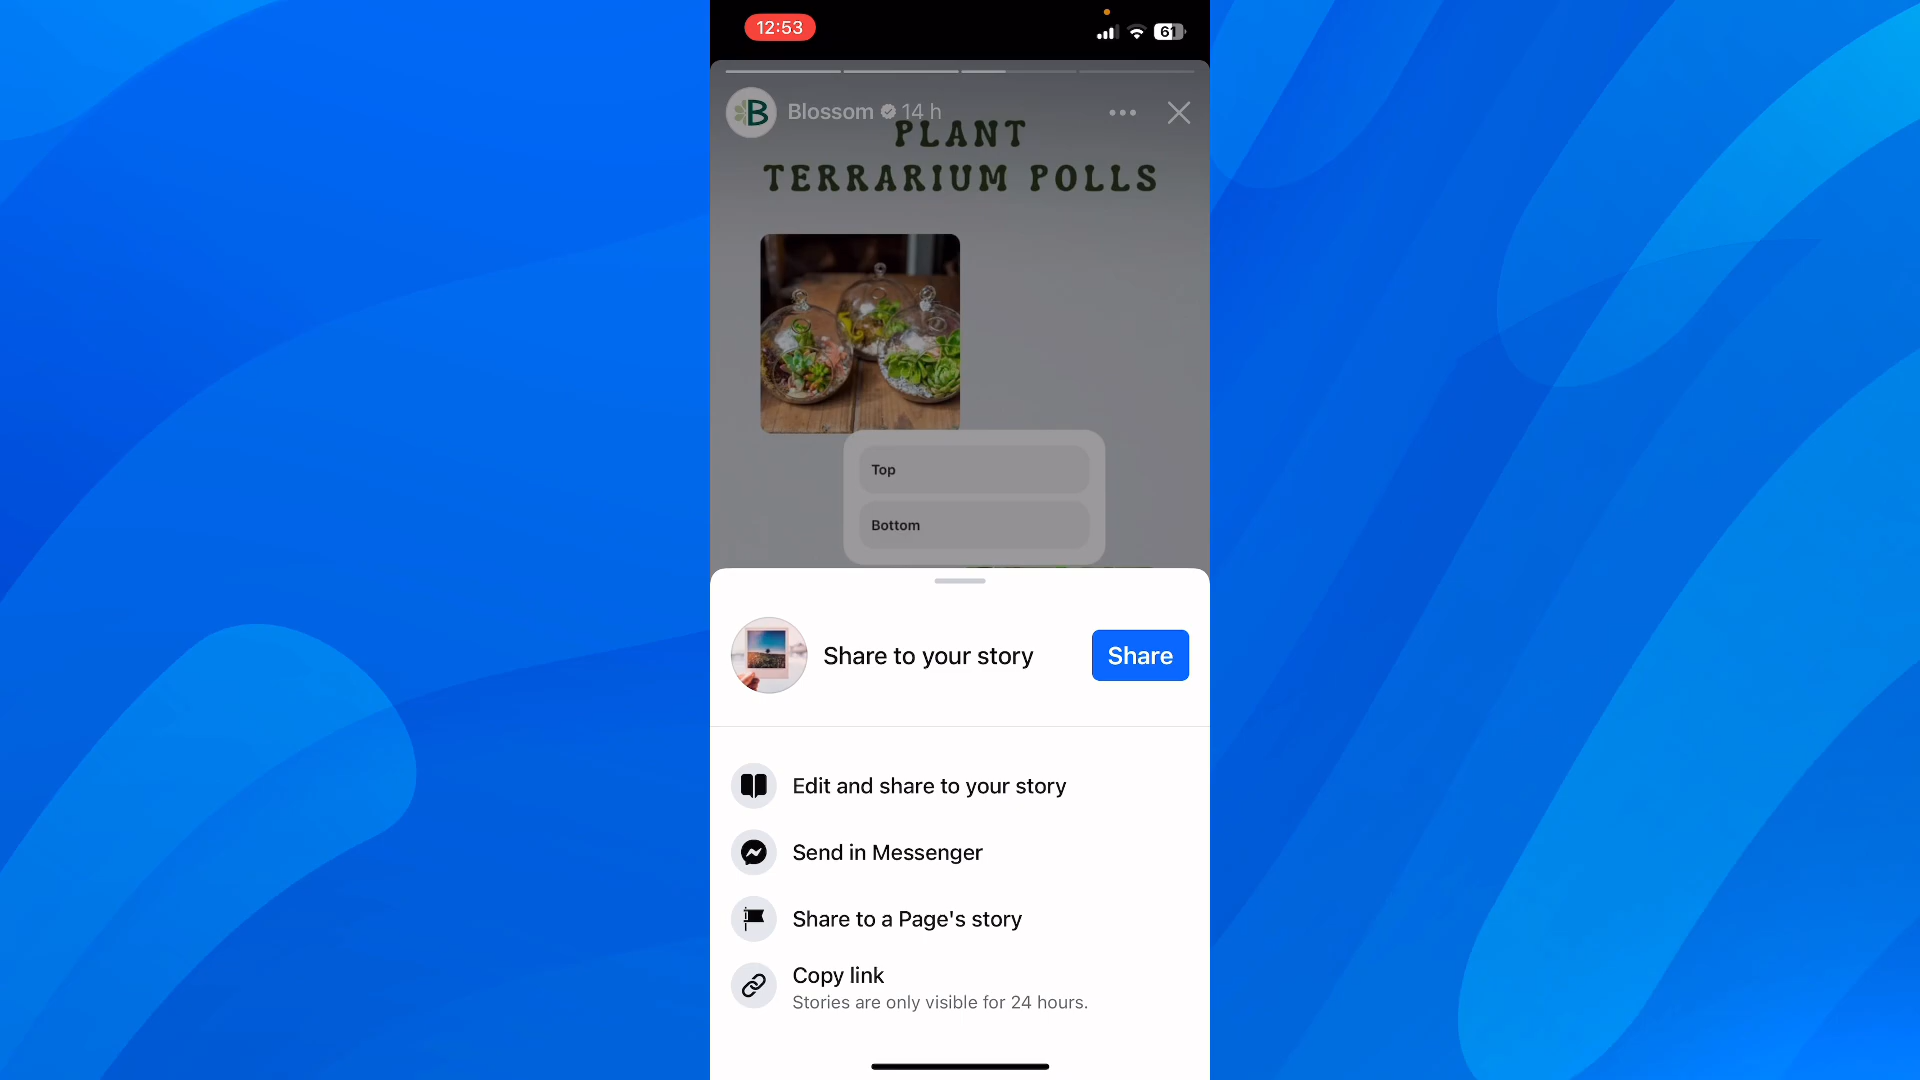 12:53
61
B
Blossom 14 h
PLANT
TERRARIUM POLLS
Top
Bottom
Share to your story
Share
Edit and share to your story
Send in Messenger
Share to a Page's story
Copy link
Stories are only visible for 24 hours.